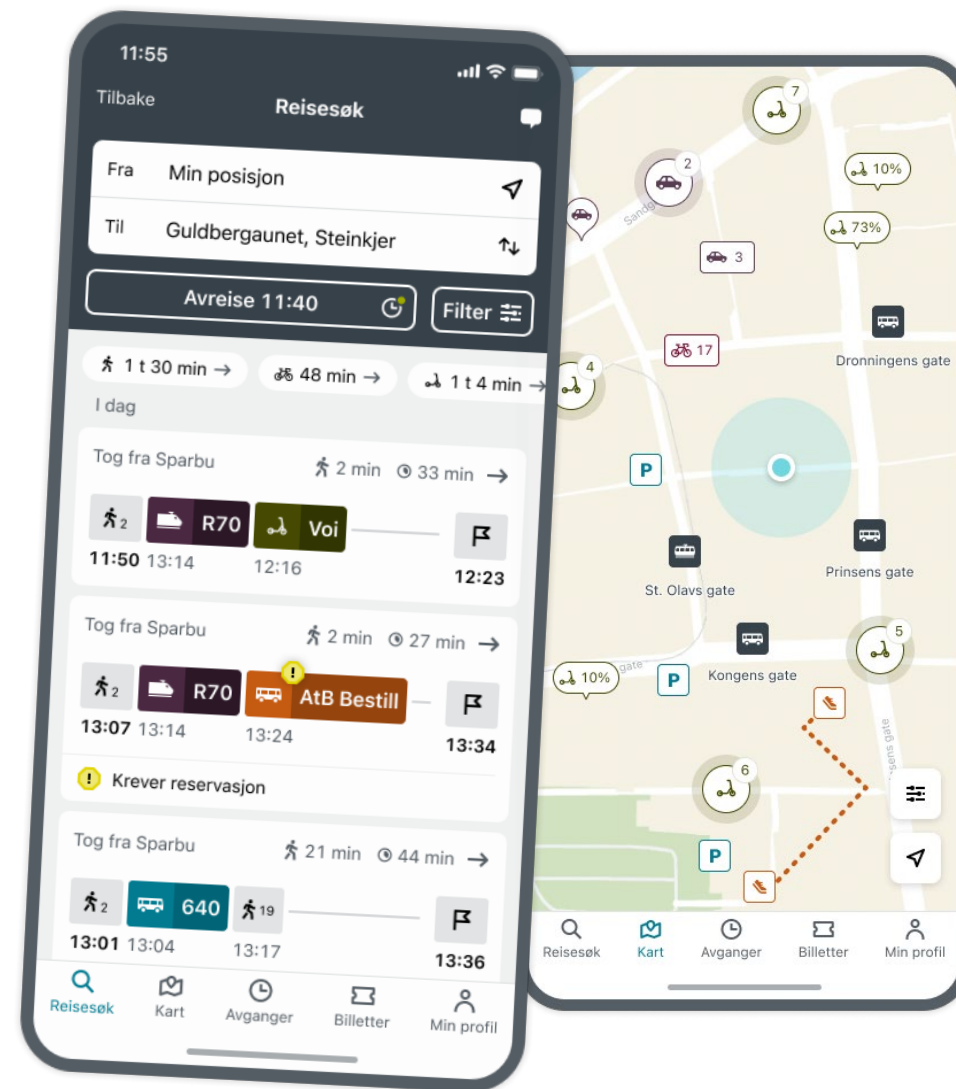 11:55
Tilbake
Reisesøk
Fra Min posisjon
Til Guldbergaunet, Steinkjer
Avreise 11:40
Filter
1 t 30 min →
48 min →
1 t 4 min →
I dag
Tog fra Sparbu 2 min 33 min →
2 R70 Voi
11:50 13:14 12:16 12:23
Tog fra Sparbu 2 min 27 min →
2 R70 AtB Bestill
13:07 13:14 13:24 13:34
! Krever reservasjon
Tog fra Sparbu 21 min 44 min →
2 640 19
13:01 13:04 13:17 13:36
Reisesøk Kart Avganger Billetter Min profil
7
2
10%
Sandg
73%
3
Dronningens gate
17
4
P
Prinsens gate
St. Olavs gate
5
Kongens gate
gate
10%
P
sens gate
6
P
Reisesøk Kart Avganger Billetter Min profil